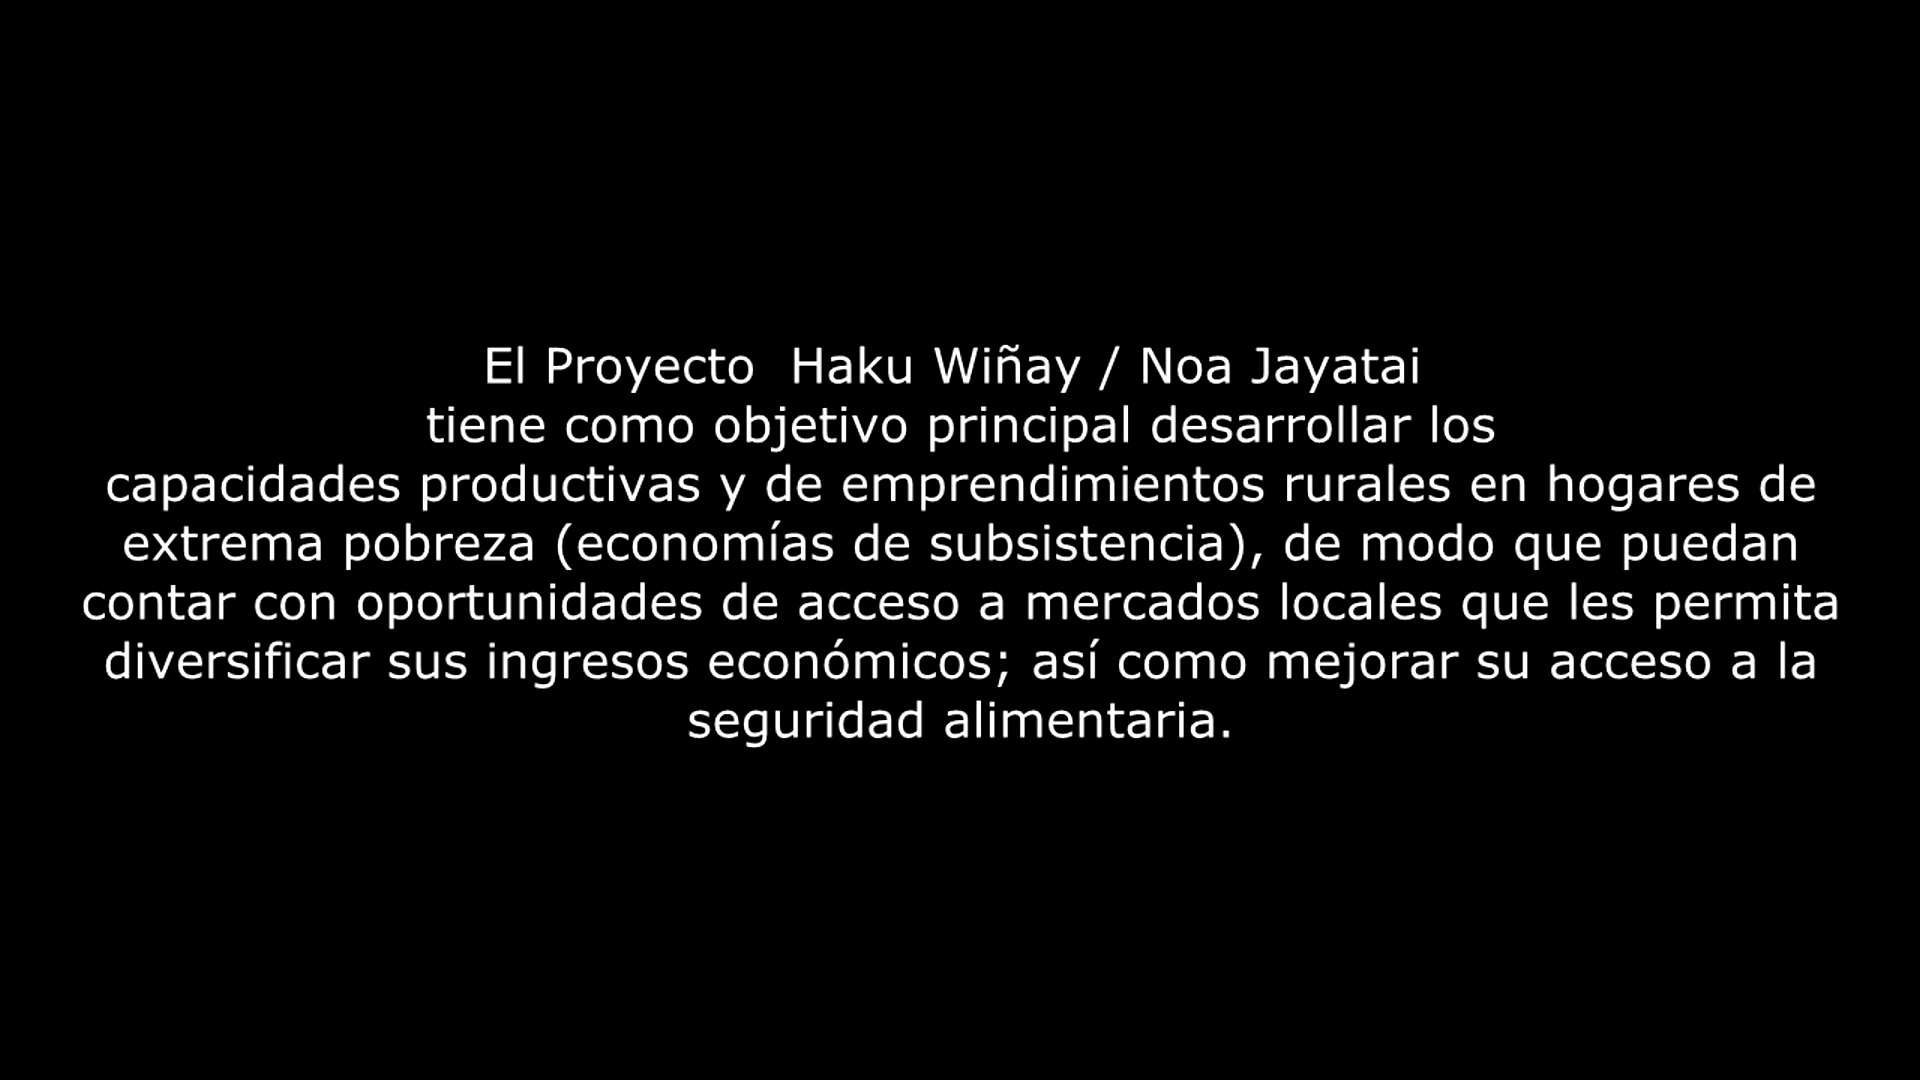 El Proyecto  Haku Wiñay / Noa Jayatai
tiene como objetivo principal desarrollar los
capacidades productivas y de emprendimientos rurales en hogares de
extrema pobreza (economías de subsistencia), de modo que puedan
contar con oportunidades de acceso a mercados locales que les permita
diversificar sus ingresos económicos; así como mejorar su acceso a la
seguridad alimentaria.